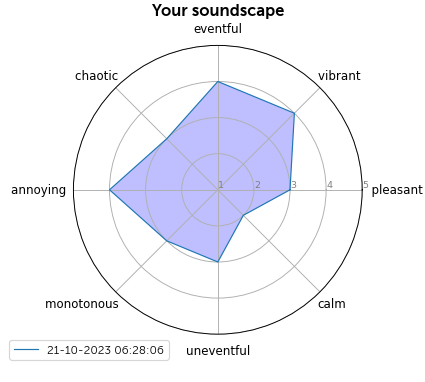 Your soundscape
eventful
chaotic
vibrant
annoying
1
2
3
4
5
pleasant
monotonous
calm
uneventful
21-10-2023 06:28:06